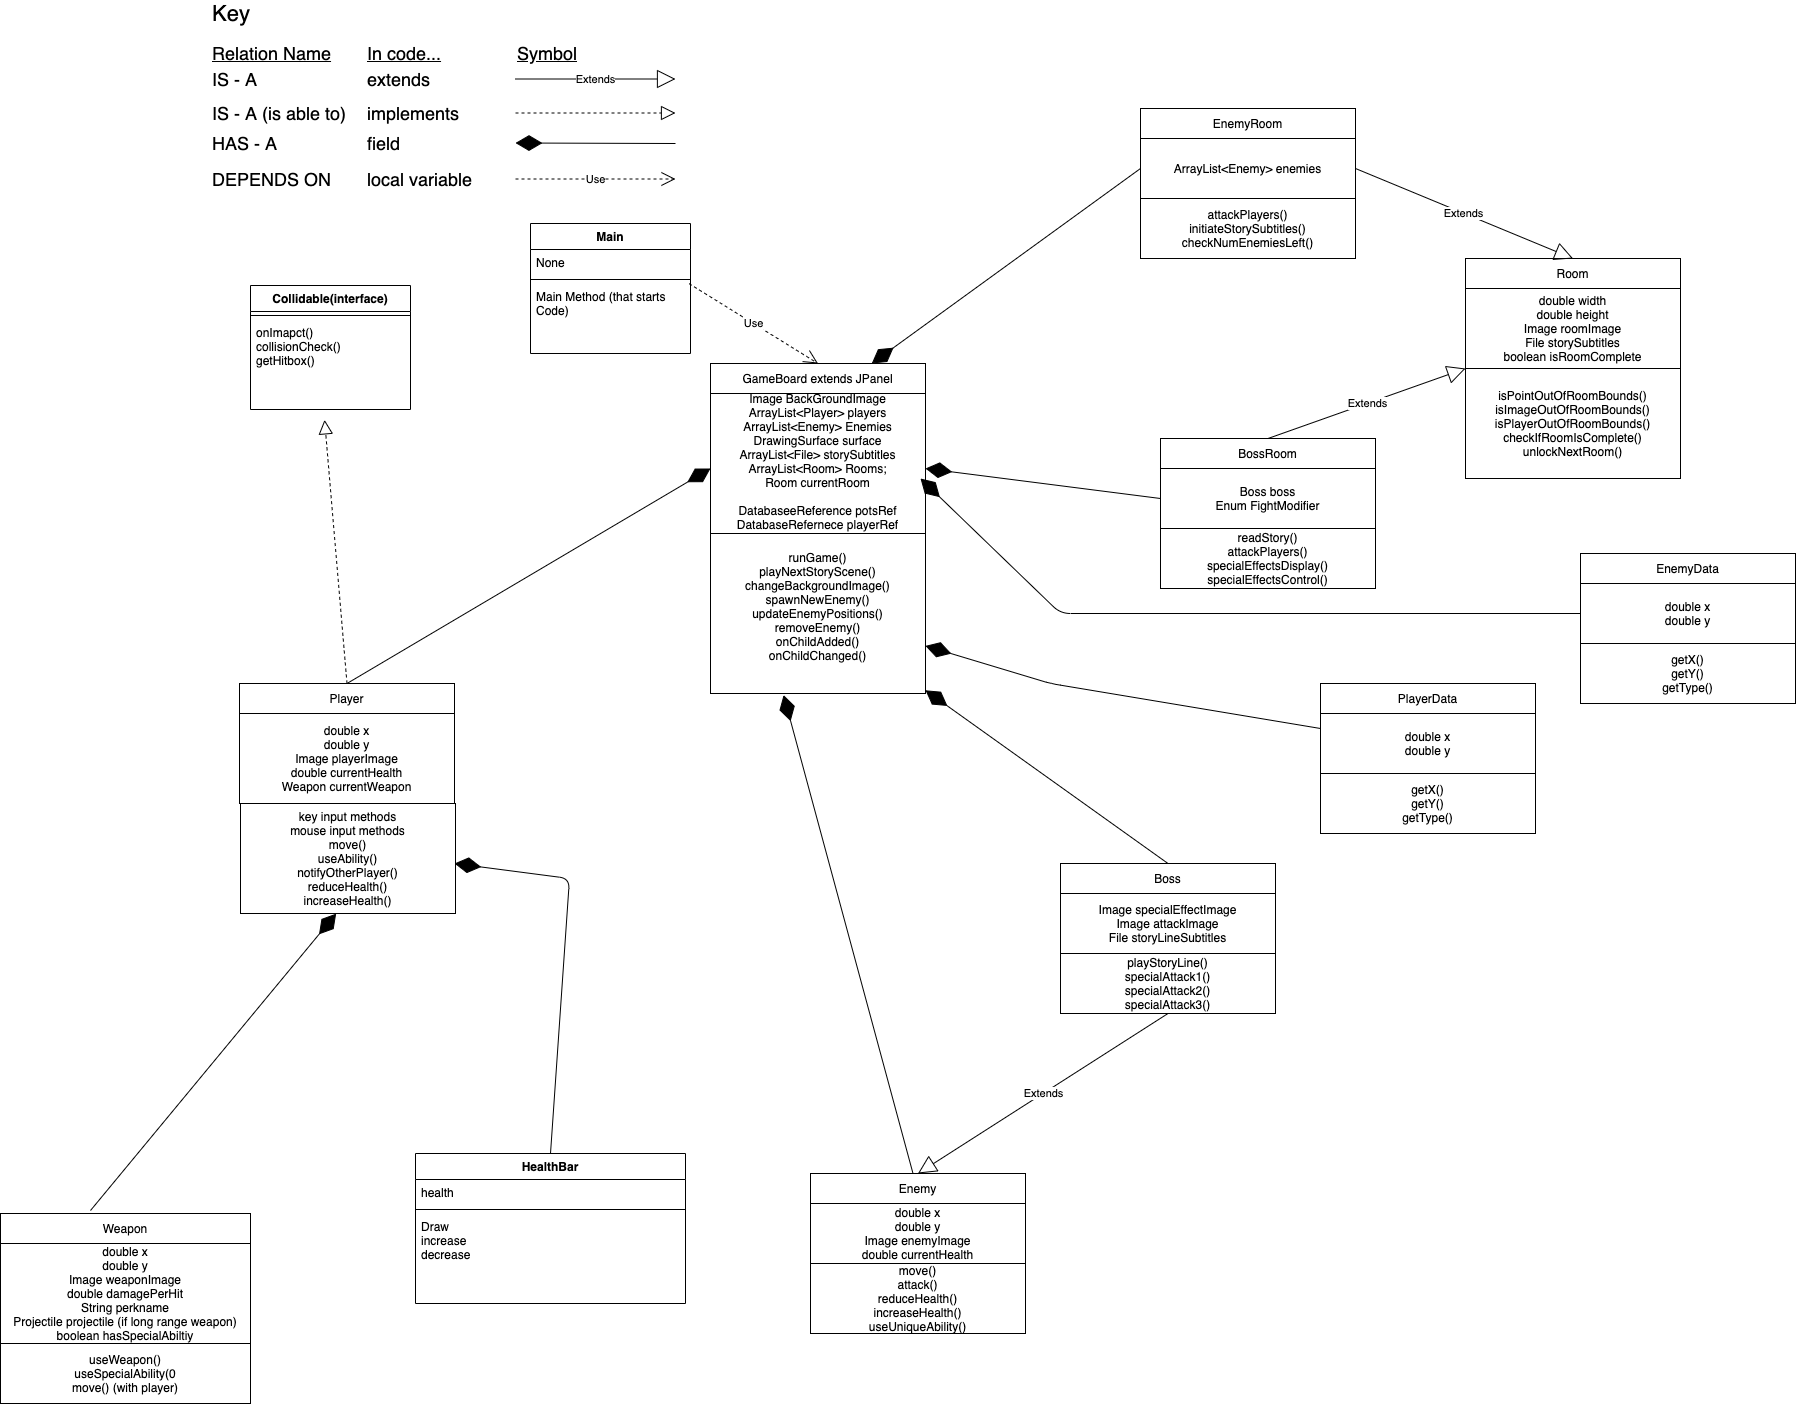 Key
Relation Name In code... Symbol
IS - A extends Extends
IS - A (is able to) implements
HAS - A field
DEPENDS ON local variable Use
Main
None
Main Method (that starts
Code)
Use
Collidable(interface)
onImapct()
collisionCheck()
getHitbox()
EnemyRoom
ArrayList<Enemy> enemies
attackPlayers()
initiateStorySubtitles()
checkNumEnemiesLeft()
Extends
Room
double width
double height
Image roomImage
File storySubtitles
boolean isRoomComplete
isPointOutOfRoomBounds()
isImageOutOfRoomBounds()
isPlayerOutOfRoomBounds()
checkIfRoomIsComplete()
unlockNextRoom()
Extends
GameBoard extends JPanel
Image BackGroundImage
ArrayList<Player> players
ArrayList<Enemy> Enemies
DrawingSurface surface
ArrayList<File> storySubtitles
ArrayList<Room> Rooms;
Room currentRoom
DatabaseeReference potsRef
DatabaseRefernece playerRef
runGame()
playNextStoryScene()
changeBackgroundImage()
spawnNewEnemy()
updateEnemyPositions()
removeEnemy()
onChildAdded()
onChildChanged()
BossRoom
Boss boss
Enum FightModifier
readStory()
attackPlayers()
specialEffectsDisplay()
specialEffectsControl()
EnemyData
double x
double y
getX()
getY()
getType()
PlayerData
double x
double y
getX()
getY()
getType()
Player
double x
double y
Image playerImage
double currentHealth
Weapon currentWeapon
key input methods
mouse input methods
move()
useAbility()
notifyOtherPlayer()
reduceHealth()
increaseHealth()
Boss
Image specialEffectImage
Image attackImage
File storyLineSubtitles
playStoryLine()
specialAttack1()
specialAttack2()
specialAttack3()
Extends
HealthBar
health
Draw
increase
decrease
Enemy
double x
double y
Image enemyImage
double currentHealth
move()
attack()
reduceHealth()
increaseHealth()
useUniqueAbility()
Weapon
double x
double y
Image weaponImage
double damagePerHit
String perkname
Projectile projectile (if long range weapon)
boolean hasSpecialAbiltiy
useWeapon()
useSpecialAbility(0
move() (with player)